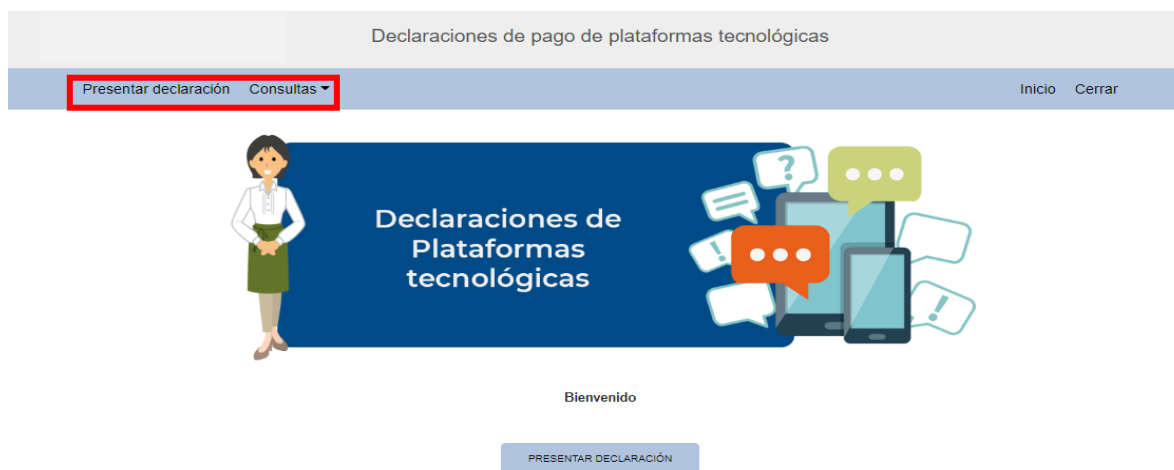 Declaraciones de pago de plataformas tecnológicas
Presentar declaración Consultas Inicio Cerrar
Declaraciones de
Plataformas
tecnológicas
Bienvenido
PRESENTAR DECLARACIÓN